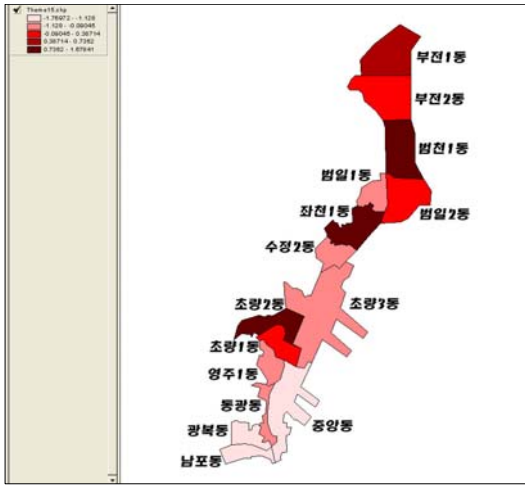 Thema15.shp
-1.76972 - -1.128
-1.128 - -0.09046
-0.09046 - 0.38714
0.38714 - 0.7362
0.7362 - 1.67841
부전1동
부전2동
범천1동
범일1동
좌천1동
범일2동
수정2동
초량2동
초량3동
초량1동
영주1동
동광동
광복동
중앙동
남포동